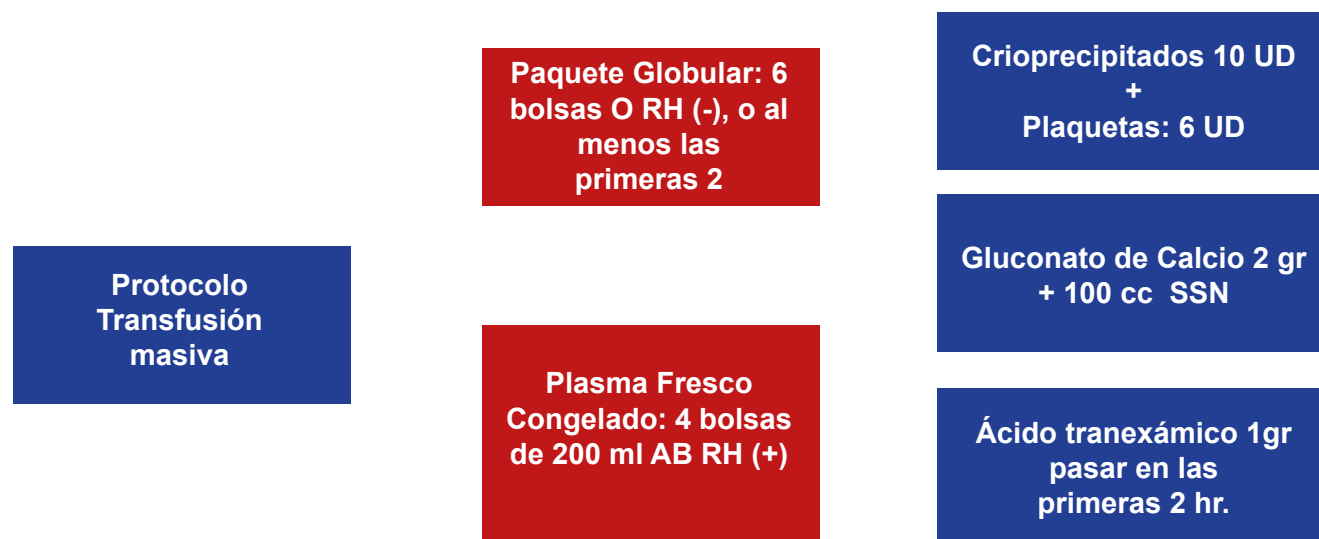 Protocolo
Transfusión
masiva
Paquete Globular: 6
bolsas O RH (-), o al
menos las
primeras 2
Plasma Fresco
Congelado: 4 bolsas
de 200 ml AB RH (+)
Crioprecipitados 10 UD
+
Plaquetas: 6 UD
Gluconato de Calcio 2 gr
+ 100 cc SSN
Ácido tranexámico 1gr
pasar en las
primeras 2 hr.